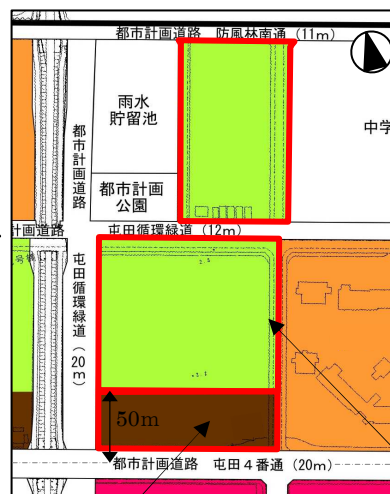 都市計画道路 防風林南通(11m)
雨水
貯留池
中学
都市計画道路
都市計画
公園
計画道路
屯田循環緑道(12m)
号線
屯田循環緑道(20m)
50m
都市計画道路 屯田4番通(20m)